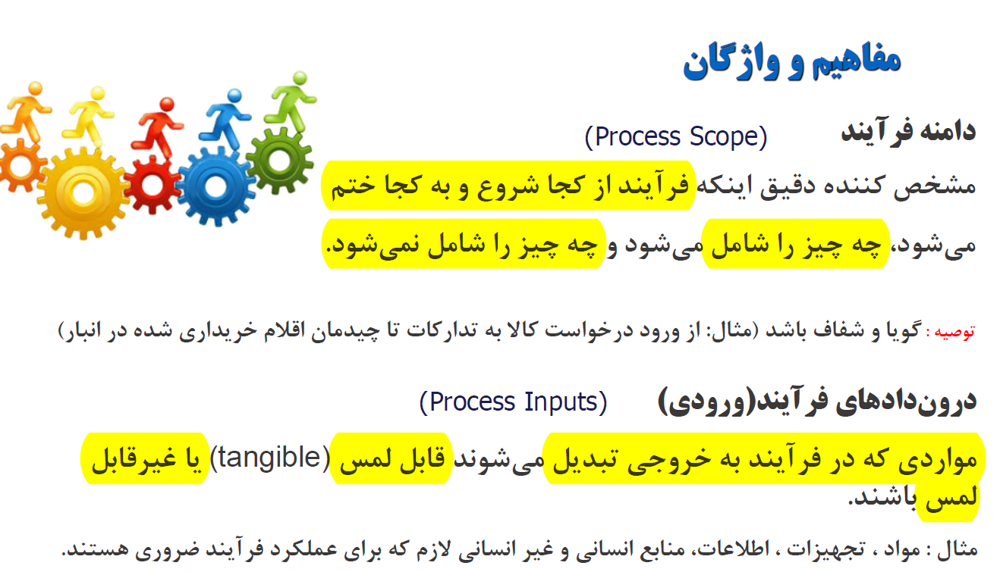 مفاهیم و واژگان
دامنه فرآیند (Process Scope)
مشخص کننده دقیق اینکه فرآیند از کجا شروع و به کجا ختم
می‌شود، چه چیز را شامل می‌شود و چه چیز را شامل نمی‌شود.
توصیه : گویا و شفاف باشد (مثال: از ورود درخواست کالا به تدارکات تا چیدمان اقلام خریداری شده در انبار)
درون‌دادهای فرآیند(ورودی) (Process Inputs)
مواردی که در فرآیند به خروجی تبدیل می‌شوند قابل لمس (tangible) یا غیرقابل
لمس باشند.
مثال : مواد ، تجهیزات ، اطلاعات، منابع انسانی و غیر انسانی لازم که برای عملکرد فرآیند ضروری هستند.